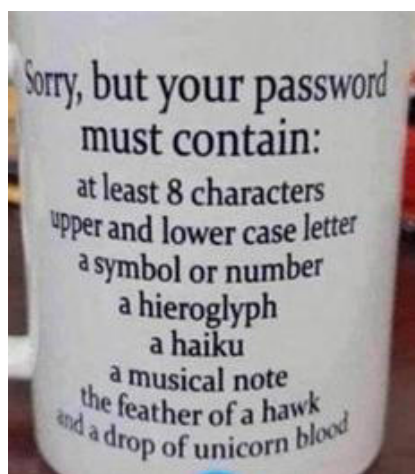 Sorry, but your password
must contain:
at least 8 characters
upper and lower case letter
a symbol or number
a hieroglyph
a haiku
a musical note
the feather of a hawk
and a drop of unicorn blood